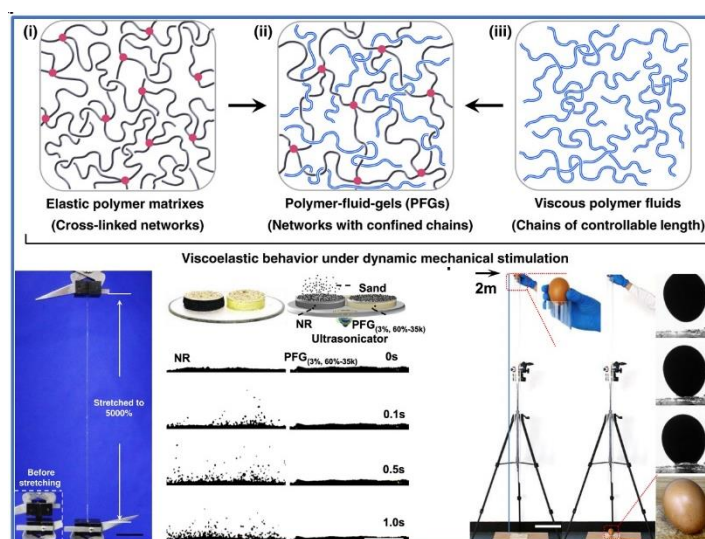 (i)
(ii)
(iii)
Elastic polymer matrixes
(Cross-linked networks)
Polymer-fluid-gels (PFGs)
(Networks with confined chains)
Viscous polymer fluids
(Chains of controllable length)
Viscoelastic behavior under dynamic mechanical stimulation
Stretched to
5000%
Before
stretching
Sand
NR
PFG(3%, 60%-35k)
Ultrasonicator
NR
PFG(3%, 60%-35k)
0s
0.1s
0.5s
1.0s
2m